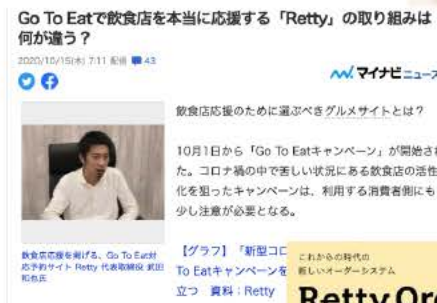 Go To Eatで飲食店を本当に応援する「Retty」の取り組みは
何が違う？
2020/10/15(木) 7:11 配信 43
マイナビニュース
飲食店応援のために選ぶべきグルメサイトとは？
10月1日から「Go To Eatキャンペーン」が開始され
た。コロナ禍の中で苦しい状況にある飲食店の活性
化を狙ったキャンペーンは、利用する消費者側にも
少し注意が必要となる。
飲食店応援を掲げる、Go To Eat対
応予約サイト Retty 代表取締役 武田
和也氏
【グラフ】「新型コロ
To Eatキャンペーンを
立つ 資料：Retty
これからの時代の
新しいオーダーシステム
Retty Or